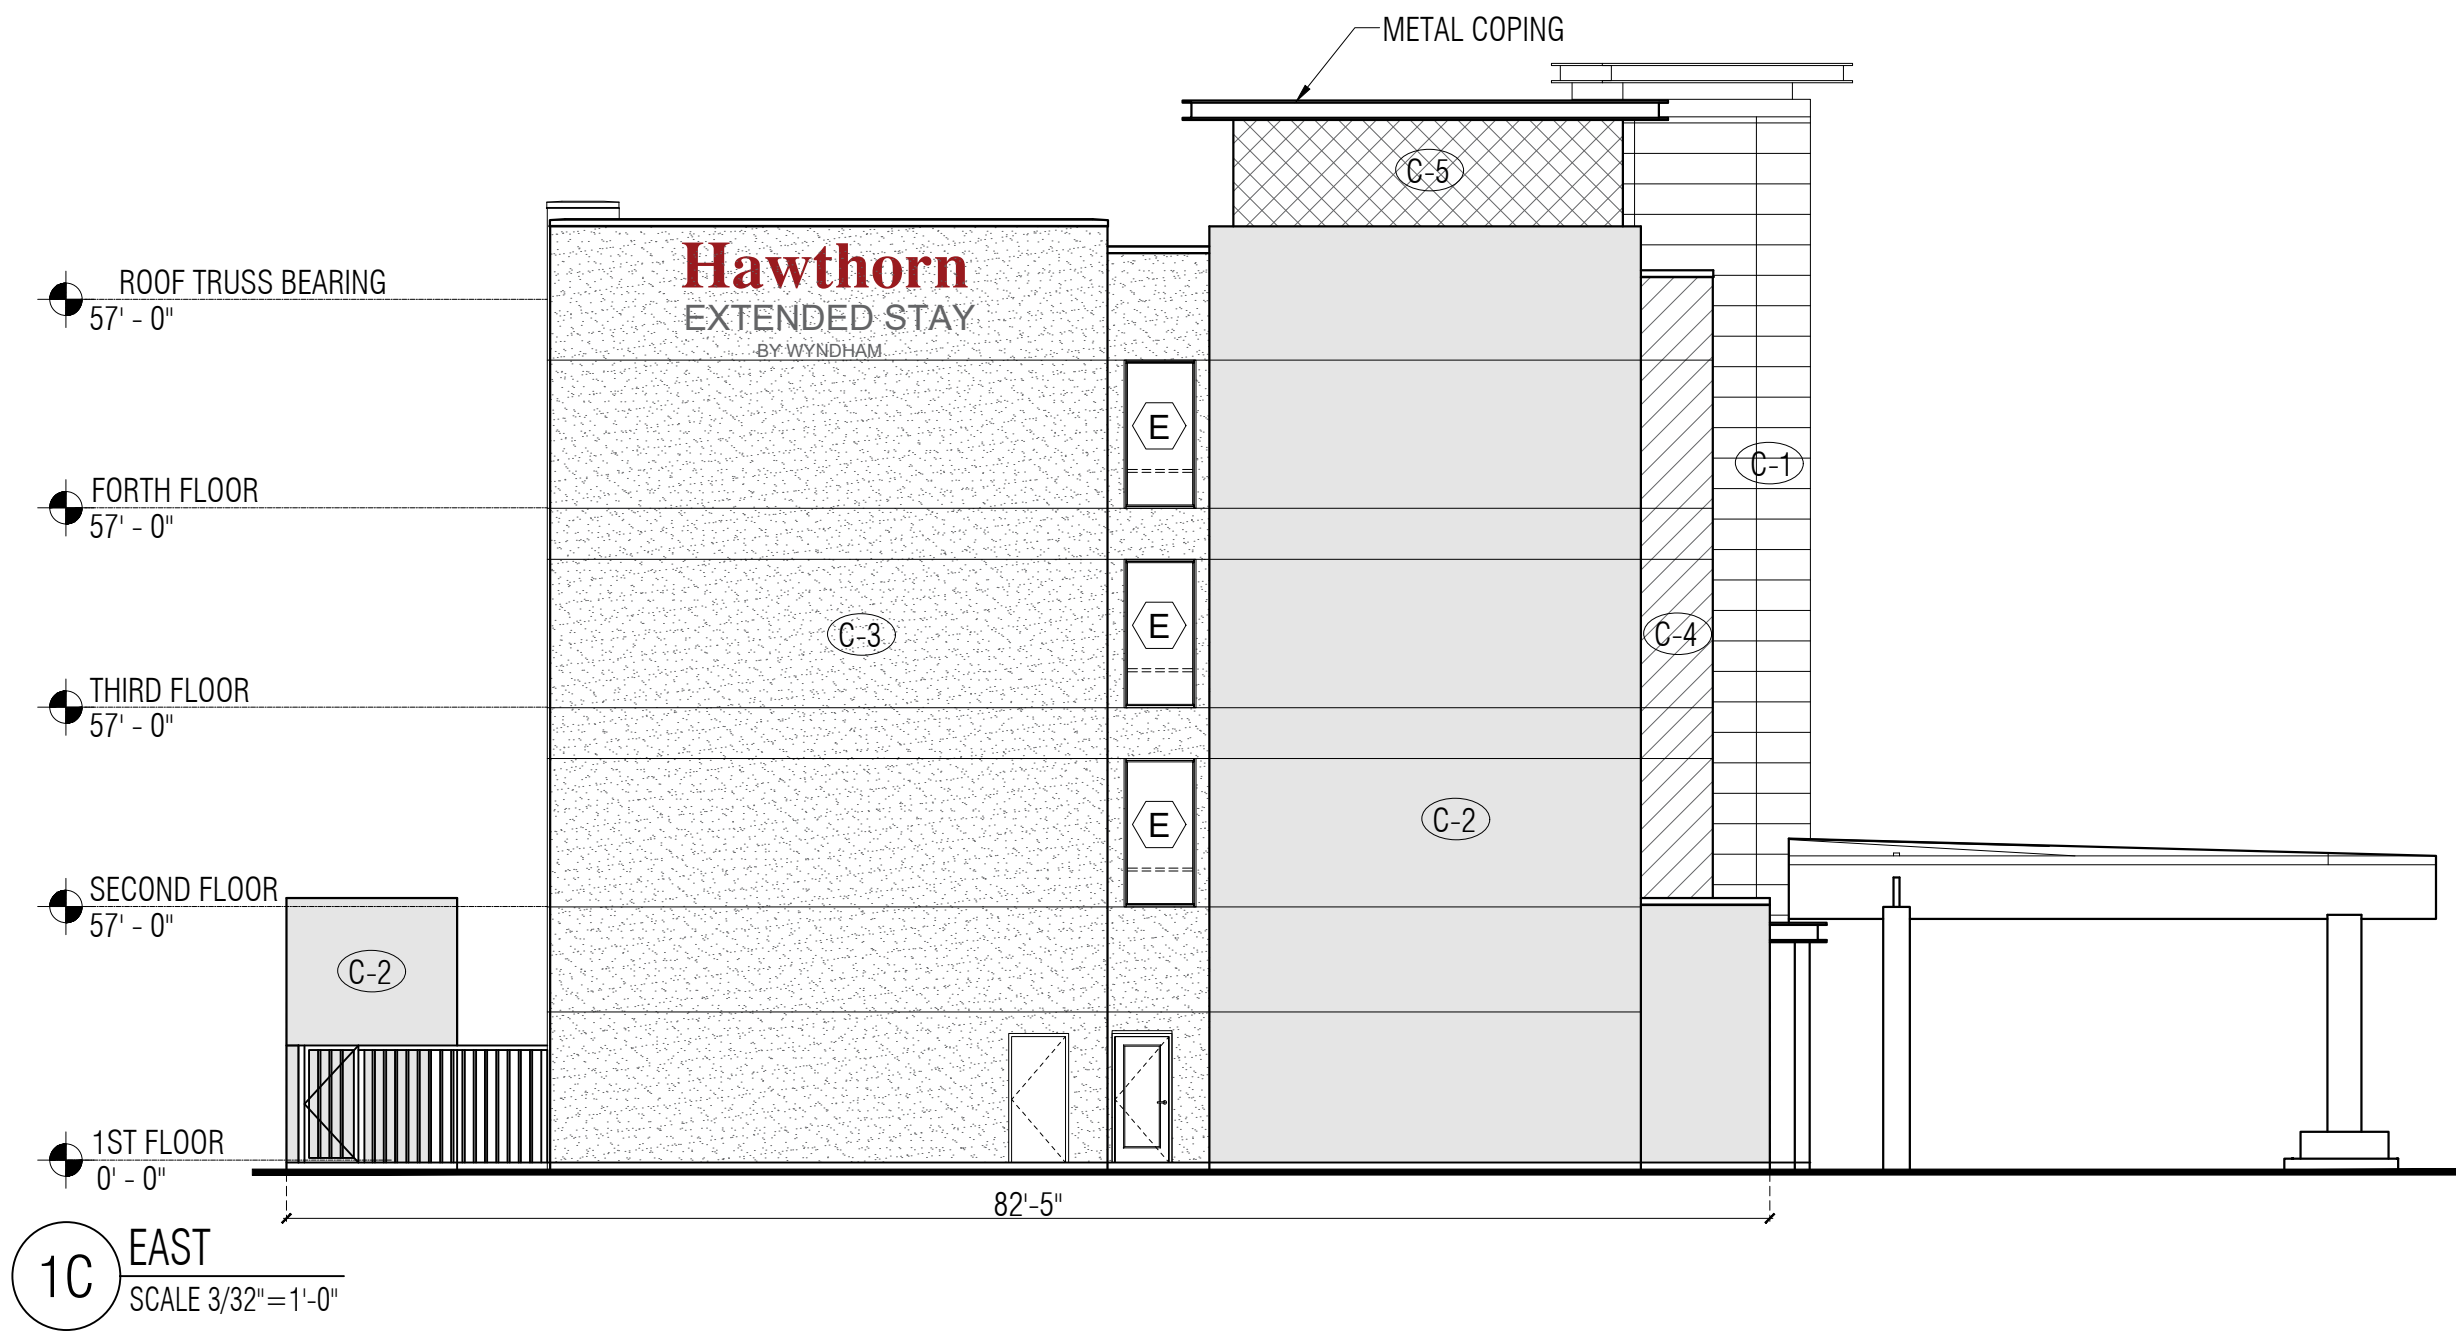 METAL COPING
C-5
Hawthorn
EXTENDED STAY
BY WYNDHAM
ROOF TRUSS BEARING
57' - 0"
E
C-1
FORTH FLOOR
57' - 0"
E
C-3
C-4
THIRD FLOOR
57' - 0"
E
C-2
SECOND FLOOR
57' - 0"
C-2
1ST FLOOR
0' - 0"
82'-5"
1C
EAST
SCALE 3/32"=1'-0"